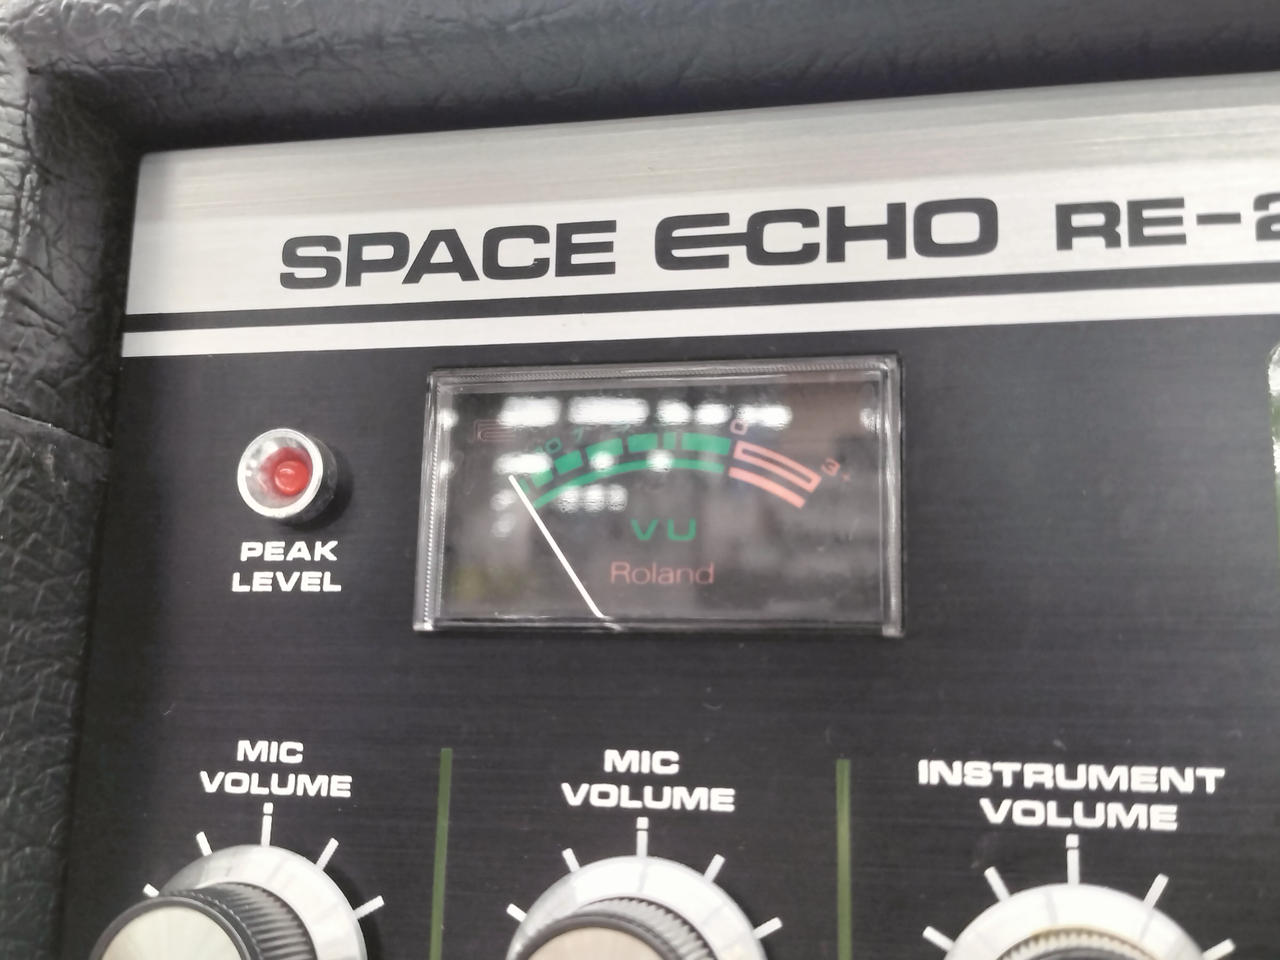 SPACE ECHO RE-2
PEAK
LEVEL
VU
Roland
MIC
VOLUME
MIC
VOLUME
INSTRUMENT
VOLUME